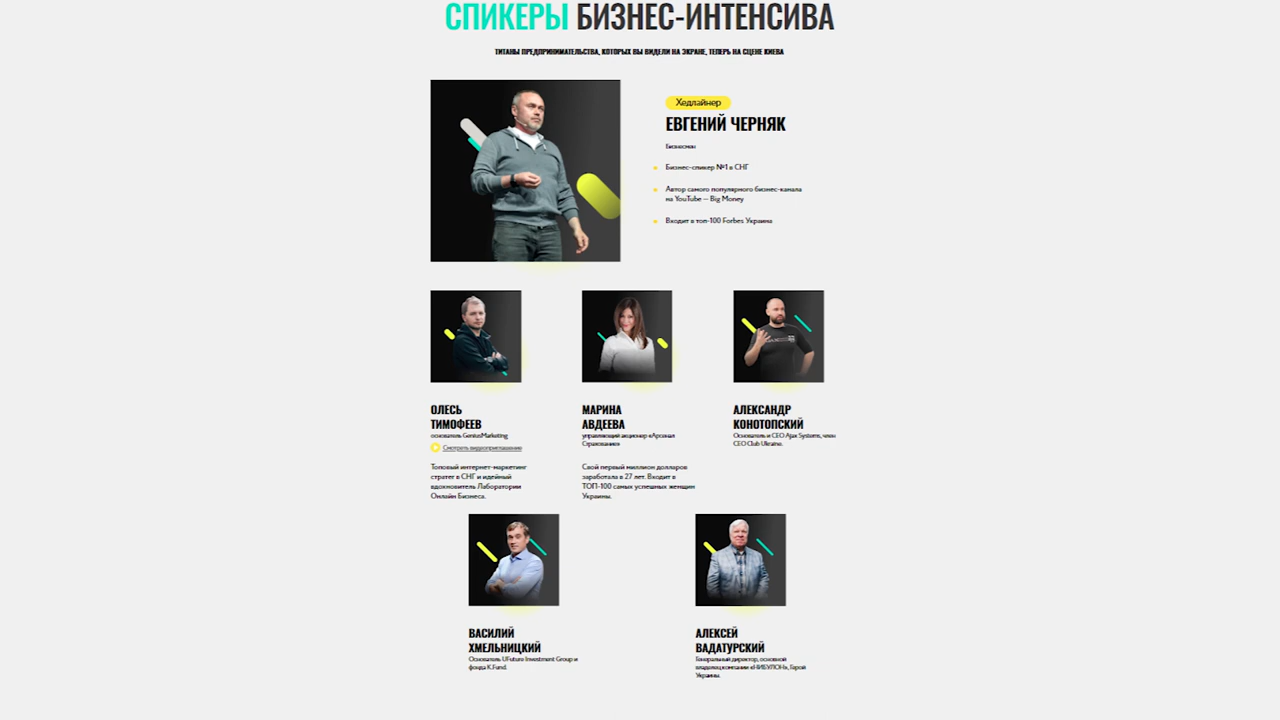 СПИКЕРЫ БИЗНЕС-ИНТЕНСИВА
ТИТАНЫ ПРЕДПРИНИМАТЕЛЬСТВА, КОТОРЫХ ВЫ ВИДЕЛИ НА ЭКРАНЕ, ТЕПЕРЬ НА СЦЕНЕ КИЕВА
Хедлайнер
ЕВГЕНИЙ ЧЕРНЯК
Бизнесмен
Бизнес-спикер №1 в СНГ
Автор самого популярного бизнес-канала
на YouTube — Big Money
Входит в топ-100 Forbes Украина
ОЛЕСЬ
ТИМОФЕЕВ
основатель GeniusMarketing
Смотреть видеоприглашение
Топовый интернет-маркетинг
стратег в СНГ и идейный
вдохновитель Лаборатории
Онлайн Бизнеса.
МАРИНА
АВДЕЕВА
управляющий акционер «Арсенал
Страхование»
Свой первый миллион долларов
заработала в 27 лет. Входит в
ТОП-100 самых успешных женщин
Украины.
АЛЕКСАНДР
КОНОТОПСКИЙ
Основатель и CEO Ajax Systems, член
CEO Club Ukraine.
ВАСИЛИЙ
ХМЕЛЬНИЦКИЙ
Основатель UFuture Investment Group и
фонда K.Fund.
АЛЕКСЕЙ
ВАДАТУРСКИЙ
Генеральный директор, основной
владелец компании «НИБУЛОН», Герой
Украины.